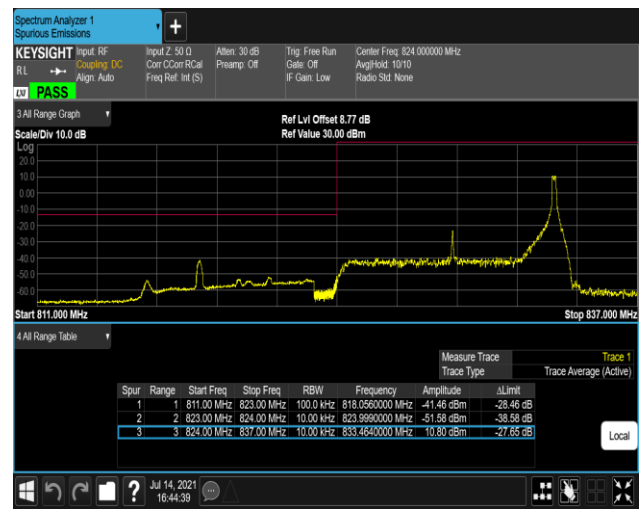 Spectrum Analyzer 1
Spurious Emissions
+
KEYSIGHT Input: RF Input Z: 50 Ω Atten: 30 dB Trig: Free Run Center Freq: 824.000000 MHz
RL Coupling: DC Corr CCorr RCal Preamp: Off Gate: Off Avg|Hold: 10/10
Align: Auto Freq Ref: Int (S) IF Gain: Low Radio Std: None
LXI PASS
3 All Range Graph
Ref Lvl Offset 8.77 dB
Scale/Div 10.0 dB Ref Value 30.00 dBm
Log
20.0
10.0
0.00
-10.0
-20.0
-30.0
-40.0
-50.0
-60.0
Start 811.000 MHz Stop 837.000 MHz
4 All Range Table
Measure Trace Trace 1
Trace Type Trace Average (Active)
Spur Range Start Freq Stop Freq RBW Frequency Amplitude ΔLimit
1 1 811.00 MHz 823.00 MHz 100.0 kHz 818.0560000 MHz -41.46 dBm -28.46 dB
2 2 823.00 MHz 824.00 MHz 10.00 kHz 823.9990000 MHz -51.58 dBm -38.58 dB
3 3 824.00 MHz 837.00 MHz 10.00 kHz 833.4640000 MHz 10.80 dBm -27.65 dB
Local
? Jul 14, 2021
16:44:39